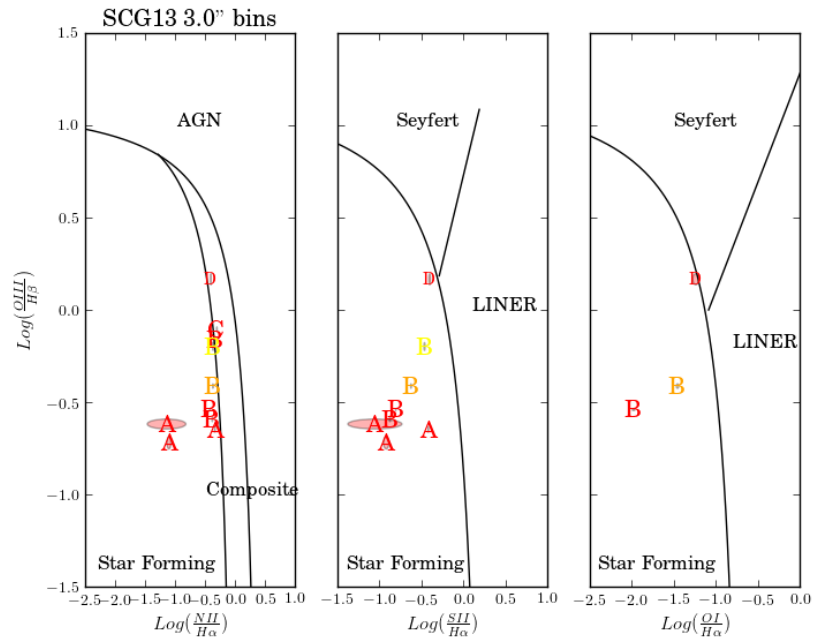 SCG13 3.0" bins
1.5
1.0
0.5
0.0
−0.5
−1.0
−1.5
Log(OIII/Hβ)
AGN
D
C
B
B
B
B
B
A
A
A
Composite
Star Forming
−2.5 −2.0 −1.5 −1.0 −0.5 0.0 0.5 1.0
Log(NII/Hα)
Seyfert
D
LINER
B
B
B
B
A
A
A
Star Forming
−1.5 −1.0 −0.5 0.0 0.5 1.0
Log(SII/Hα)
Seyfert
D
LINER
B
B
Star Forming
−2.5 −2.0 −1.5 −1.0 −0.5 0.0
Log(OI/Hα)